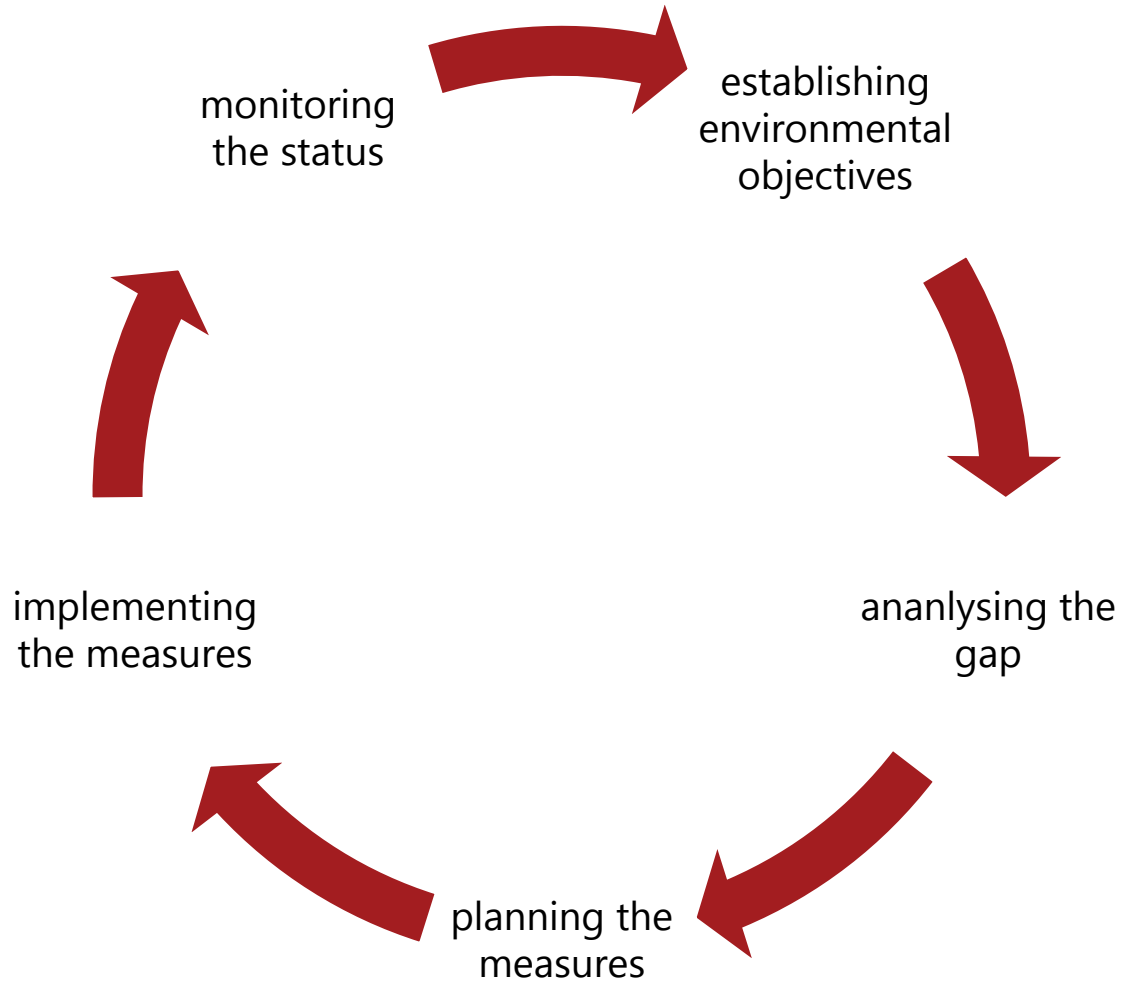 monitoring
the status
establishing
environmental
objectives
ananlysing the
gap
planning the
measures
implementing
the measures